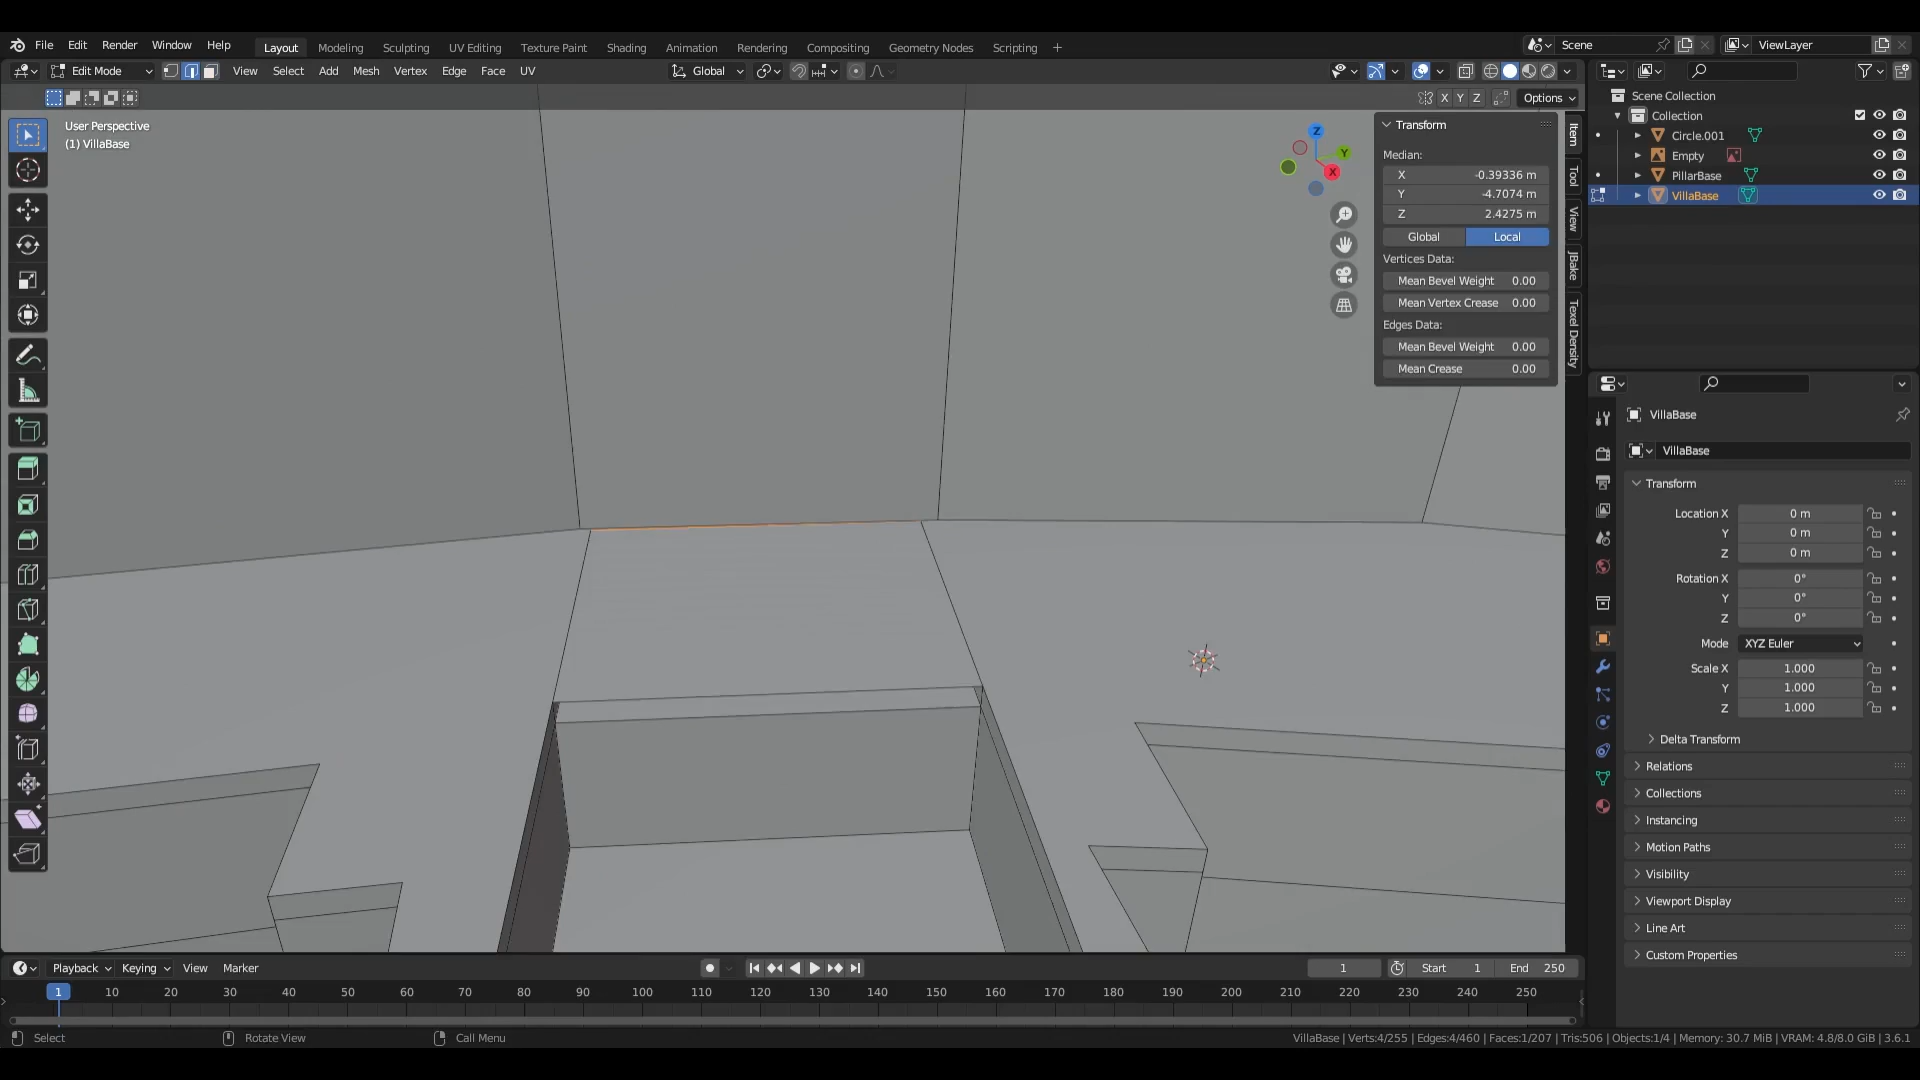 File Edit Render Window Help Layout Modeling Sculpting UV Editing Texture Paint Shading Animation Rendering Compositing Geometry Nodes Scripting + Scene ViewLayer
Edit Mode View Select Add Mesh Vertex Edge Face UV Global
X Y Z Options
User Perspective
(1) VillaBase
Z
Y
X
Transform
Median:
X -0.39336 m
Y -4.7074 m
Z 2.4275 m
Global Local
Vertices Data:
Mean Bevel Weight 0.00
Mean Vertex Crease 0.00
Edges Data:
Mean Bevel Weight 0.00
Mean Crease 0.00
Item
Tool
View
JBake
Texel Density
Scene Collection
Collection
Circle.001
Empty
PillarBase
VillaBase
VillaBase
VillaBase
Transform
Location X 0 m
Y 0 m
Z 0 m
Rotation X 0°
Y 0°
Z 0°
Mode XYZ Euler
Scale X 1.000
Y 1.000
Z 1.000
Delta Transform
Relations
Collections
Instancing
Motion Paths
Visibility
Viewport Display
Line Art
Custom Properties
Playback Keying View Marker 1 Start 1 End 250
1 10 20 30 40 50 60 70 80 90 100 110 120 130 140 150 160 170 180 190 200 210 220 230 240 250
Select Rotate View Call Menu VillaBase | Verts:4/255 | Edges:4/460 | Faces:1/207 | Tris:506 | Objects:1/4 | Memory: 30.7 MiB | VRAM: 4.8/8.0 GiB | 3.6.1